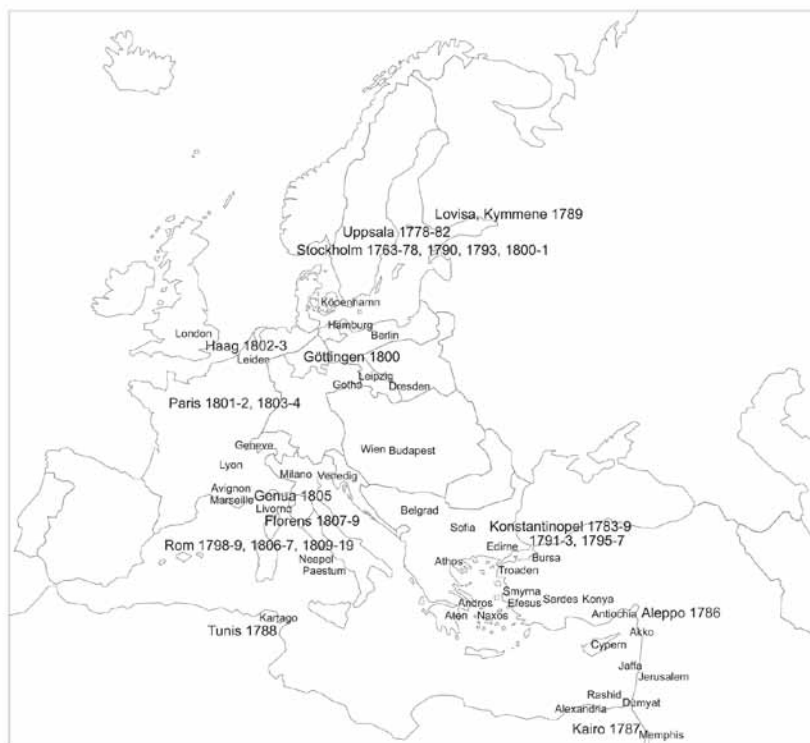 Lovisa, Kymmene 1789
Uppsala 1778-82
Stockholm 1763-78, 1790, 1793, 1800-1
Köpenhamn
Hamburg
London
Berlin
Haag 1802-3
Leiden
Göttingen 1800
Leipzig
Gotha
Dresden
Paris 1801-2, 1803-4
Geneve
Wien
Budapest
Lyon
Milano
Venedig
Avignon
Marseille
Genua 1805
Livorno
Belgrad
Florens 1807-9
Sofia
Konstantinopel 1783-9
1791-3, 1795-7
Rom 1798-9, 1806-7, 1809-19
Edirne
Neapel
Athos
Bursa
Paestum
Troaden
Smyrna
Andros
Efesus
Sardes
Konya
Kartago
Aten
Naxos
Antiochia
Aleppo 1786
Tunis 1788
Akko
Cypern
Jaffa
Jerusalem
Rashid
Dumyat
Alexandria
Kairo 1787
Memphis